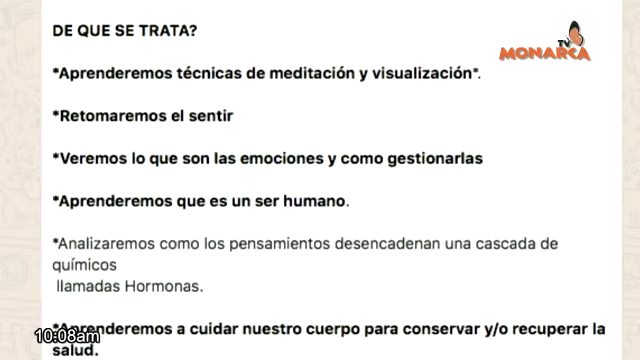 DE QUE SE TRATA?
TV
MONARCA
*Aprenderemos técnicas de meditación y visualización*.
*Retomaremos el sentir
*Veremos lo que son las emociones y como gestionarlas
*Aprenderemos que es un ser humano.
*Analizaremos como los pensamientos desencadenan una cascada de
químicos
llamadas Hormonas.
10:08am
*Aprenderemos a cuidar nuestro cuerpo para conservar y/o recuperar la
salud.